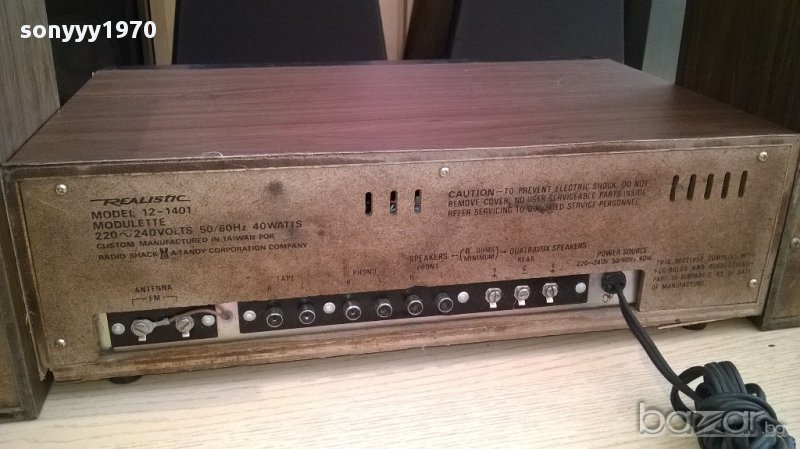 sonyyy1970
REALISTIC
MODEL 12-1401
MODULETTE
220~240VOLTS 50/60Hz 40WATTS
CUSTOM MANUFACTURED IN TAIWAN FOR
RADIO SHACK A TANDY CORPORATION COMPANY
CAUTION-TO PREVENT ELECTRIC SHOCK, DO NOT
REMOVE COVER, NO USER SERVICEABLE PARTS INSIDE
REFER SERVICING TO QUALIFIED SERVICE PERSONNEL.
ANTENNA
FM
TAPE
PHONO
SPEAKERS
FRONT
(8 OHMS
MINIMUM)
QUATRAVOX SPEAKERS
REAR
POWER SOURCE
220~240V 50/60Hz 40W
THIS RECEIVER COMPLIES WITH
FCC RULES AND REGULATIONS
OF MANUFACTURE.
bazar.bg